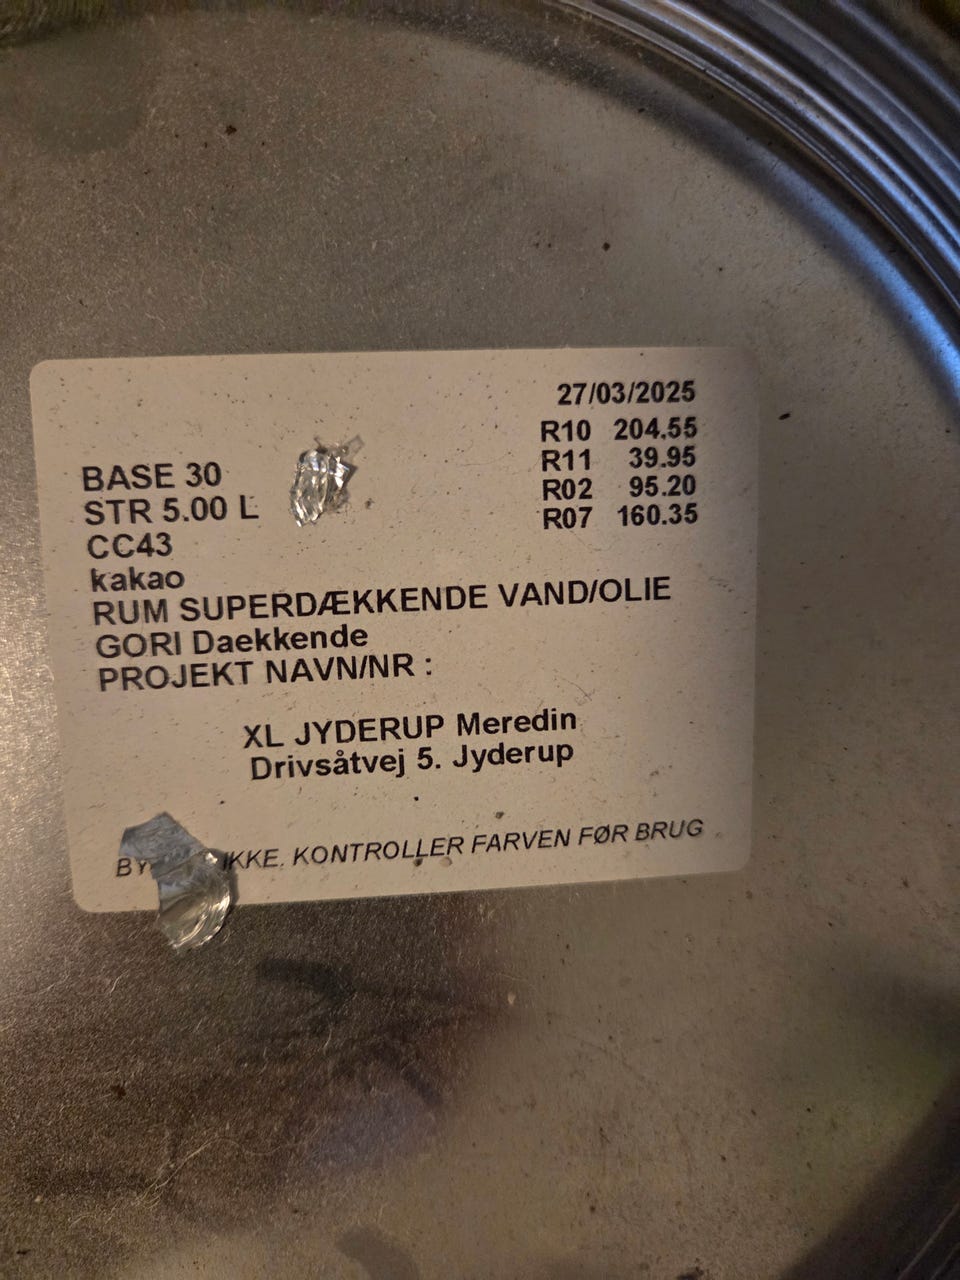 27/03/2025
R10 204.55
R11 39.95
R02 95.20
R07 160.35
BASE 30
STR 5.00 L
CC43
kakao
RUM SUPERDÆKKENDE VAND/OLIE
GORI Daekkende
PROJEKT NAVN/NR :
XL JYDERUP Meredin
Drivsåtvej 5. Jyderup
IKKE. KONTROLLER FARVEN FØR BRUG